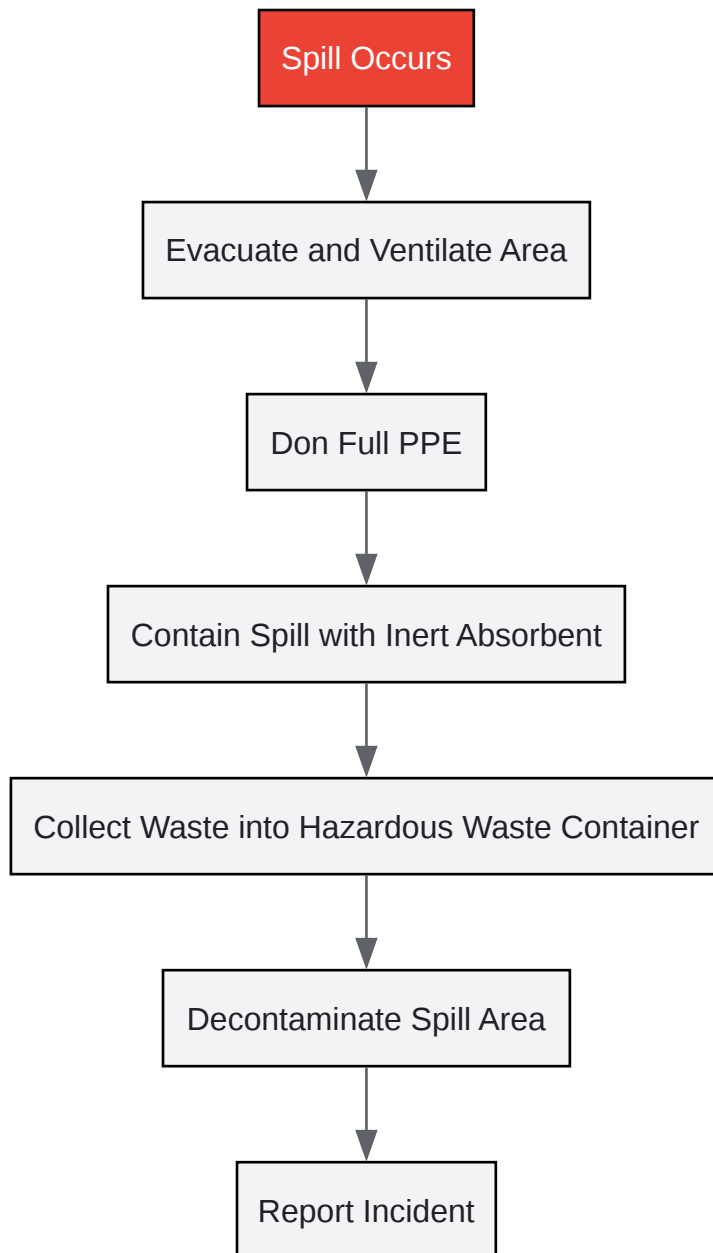 Spill Occurs
Evacuate and Ventilate Area
Don Full PPE
Contain Spill with Inert Absorbent
Collect Waste into Hazardous Waste Container
Decontaminate Spill Area
Report Incident